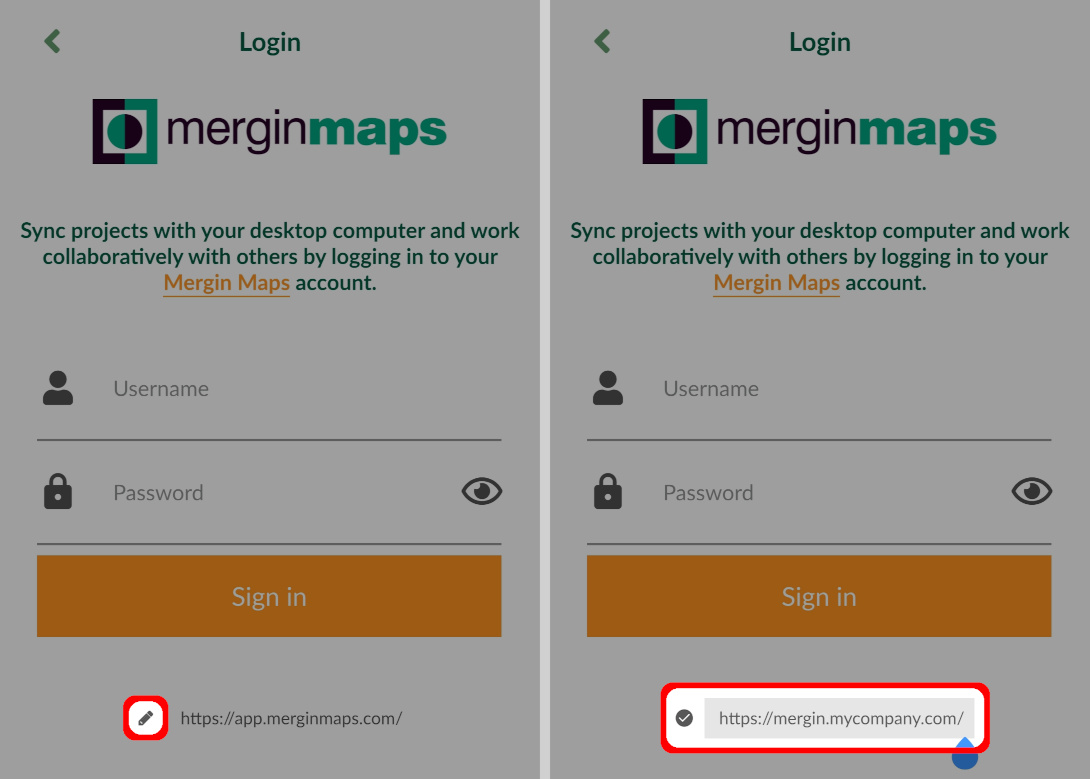 Login
merginmaps
Sync projects with your desktop computer and work
collaboratively with others by logging in to your
Mergin Maps account.
Username
Password
Sign in
https://app.merginmaps.com/
Login
merginmaps
Sync projects with your desktop computer and work
collaboratively with others by logging in to your
Mergin Maps account.
Username
Password
Sign in
https://mergin.mycompany.com/